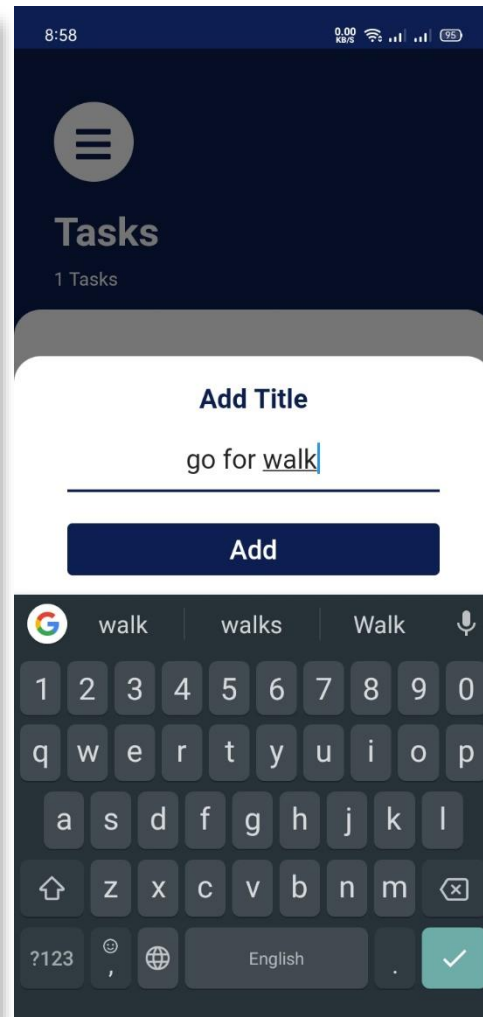 8:58 0.00 KB/S 95
Tasks
1 Tasks
Add Title
go for walk
Add
G walk walks Walk
1 2 3 4 5 6 7 8 9 0
q w e r t y u i o p
a s d f g h j k l
z x c v b n m
?123 , English .